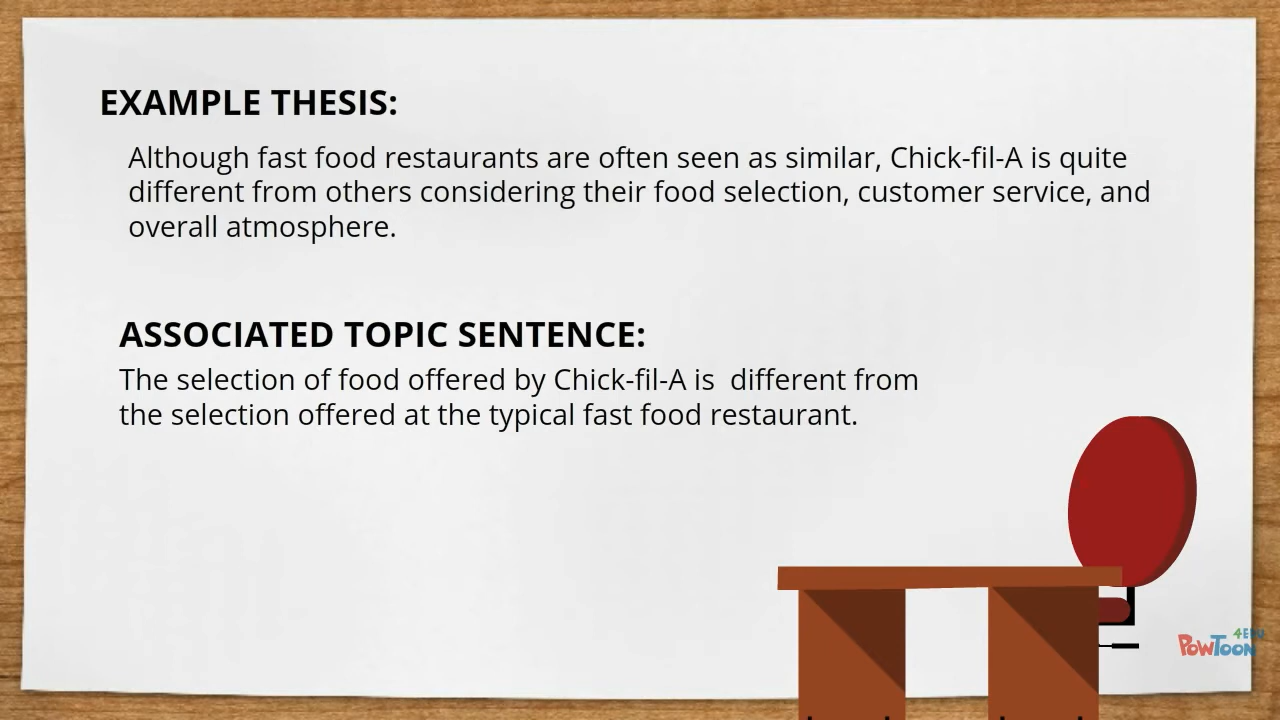 EXAMPLE THESIS:
Although fast food restaurants are often seen as similar, Chick-fil-A is quite
different from others considering their food selection, customer service, and
overall atmosphere.
ASSOCIATED TOPIC SENTENCE:
The selection of food offered by Chick-fil-A is  different from
the selection offered at the typical fast food restaurant.
4EDU
POWTOON